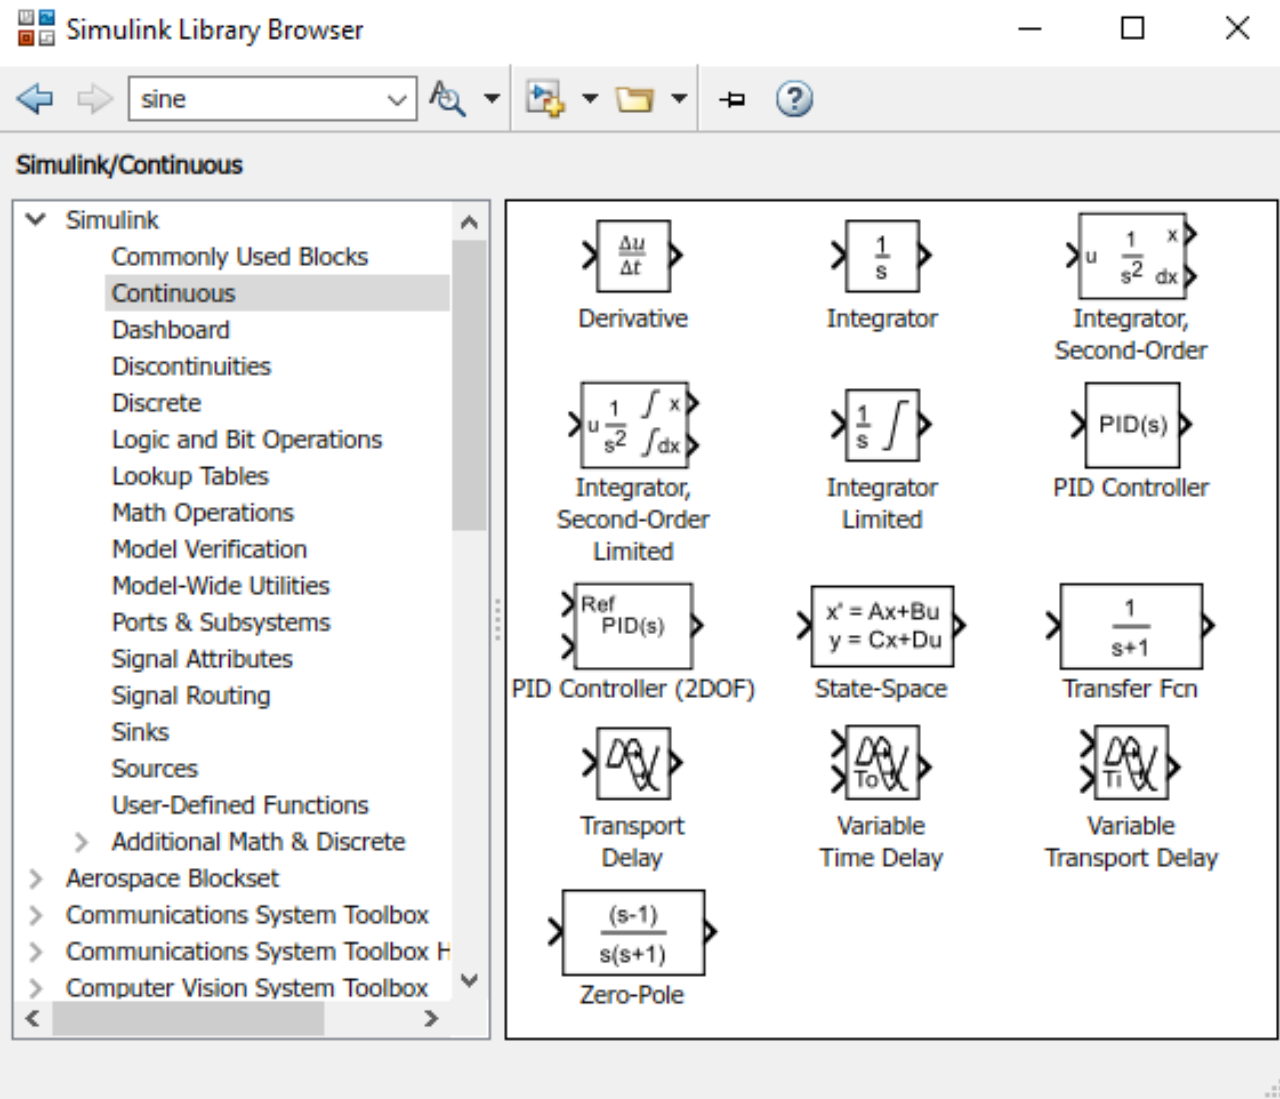 Simulink Library Browser
sine
Simulink/Continuous
Simulink
Commonly Used Blocks
Continuous
Dashboard
Discontinuities
Discrete
Logic and Bit Operations
Lookup Tables
Math Operations
Model Verification
Model-Wide Utilities
Ports & Subsystems
Signal Attributes
Signal Routing
Sinks
Sources
User-Defined Functions
Additional Math & Discrete
Aerospace Blockset
Communications System Toolbox
Communications System Toolbox H
Computer Vision System Toolbox
Δu
Δt
Derivative
1
s
Integrator
u 1 x
s² dx
Integrator,
Second-Order
u 1 ∫ x
s² ∫dx
Integrator,
Second-Order
Limited
1 ∫
s
Integrator
Limited
PID(s)
PID Controller
Ref
PID(s)
PID Controller (2DOF)
x' = Ax+Bu
y = Cx+Du
State-Space
1
s+1
Transfer Fcn
Transport
Delay
To
Variable
Time Delay
Ti
Variable
Transport Delay
(s-1)
s(s+1)
Zero-Pole